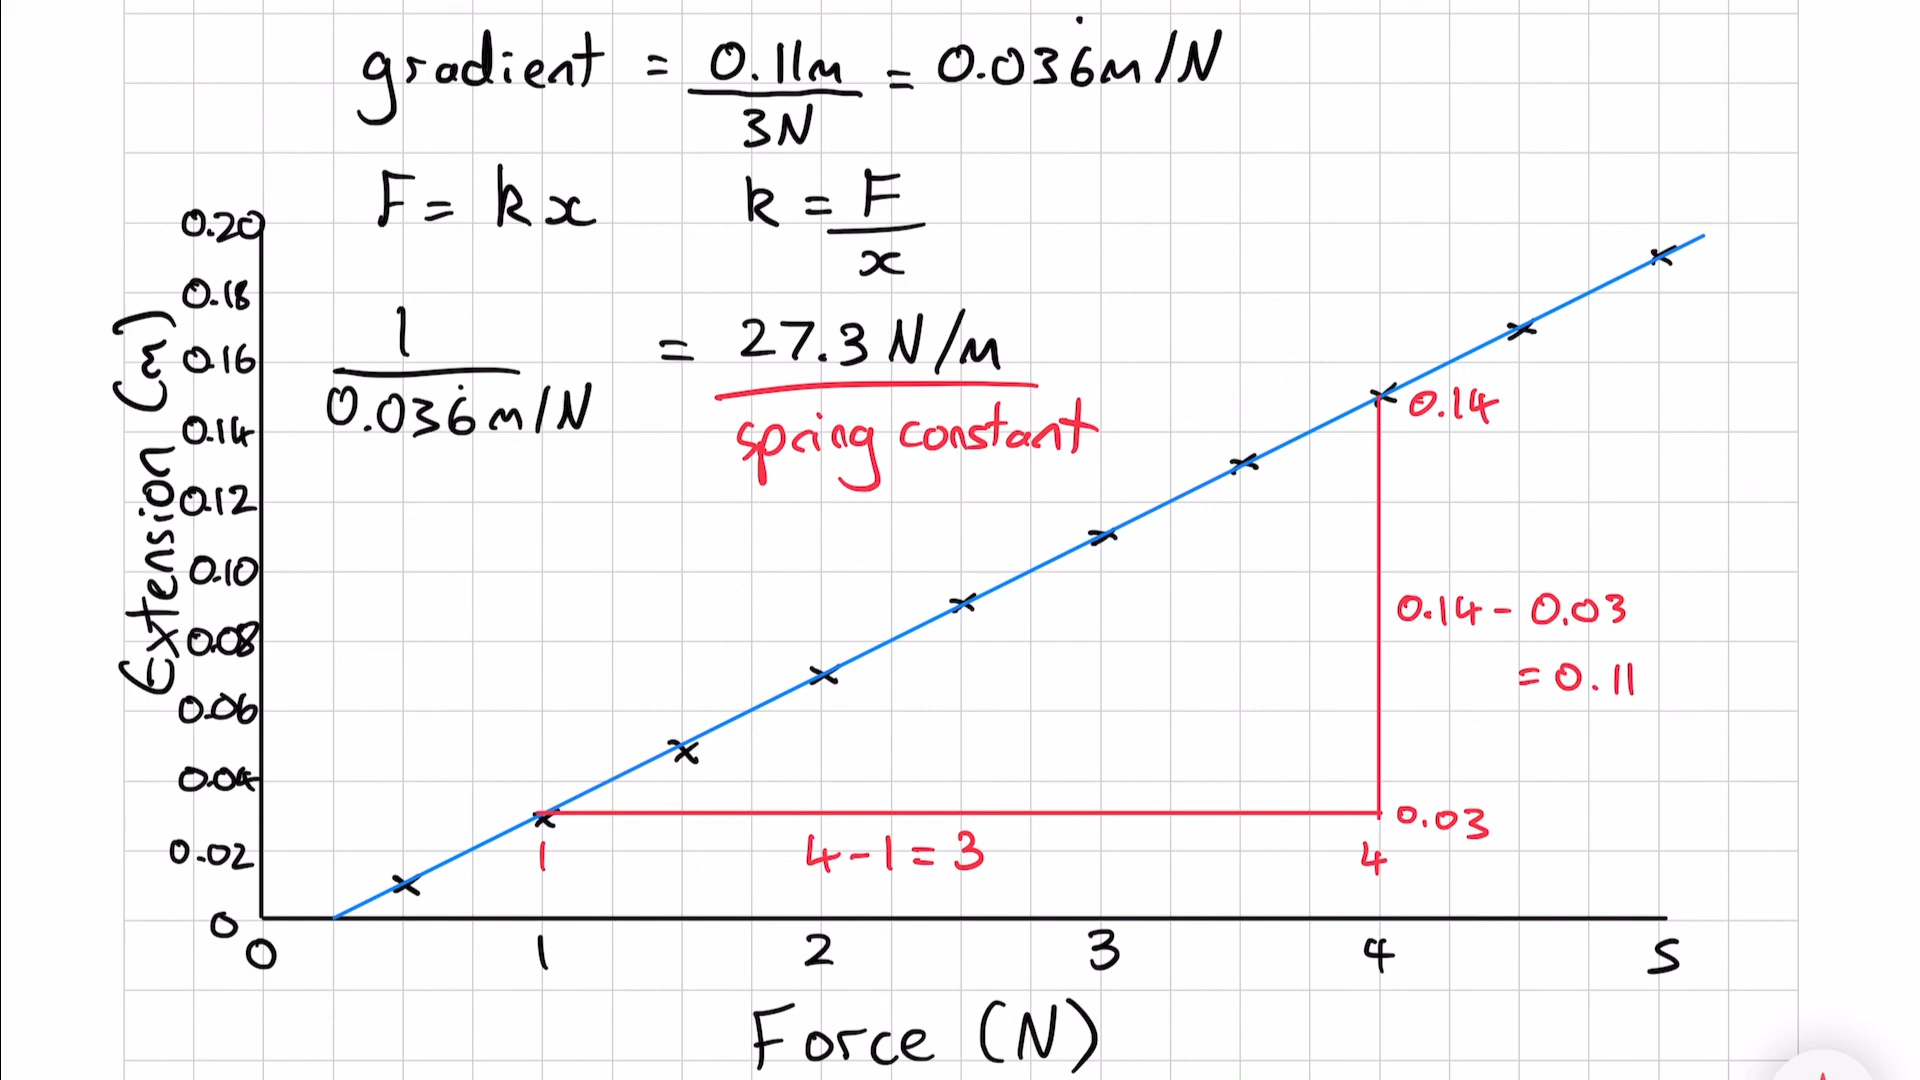 gradient = 0.11m / 3N = 0.036̇ m/N
F = kx    k = F / x
1 / 0.036̇ m/N = 27.3 N/m
spring constant
Extension (m)
0.20
0.18
0.16
0.14
0.12
0.10
0.08
0.06
0.04
0.02
0
0.14
0.14 - 0.03
= 0.11
0.03
1
4 - 1 = 3
4
0 1 2 3 4 5
Force (N)